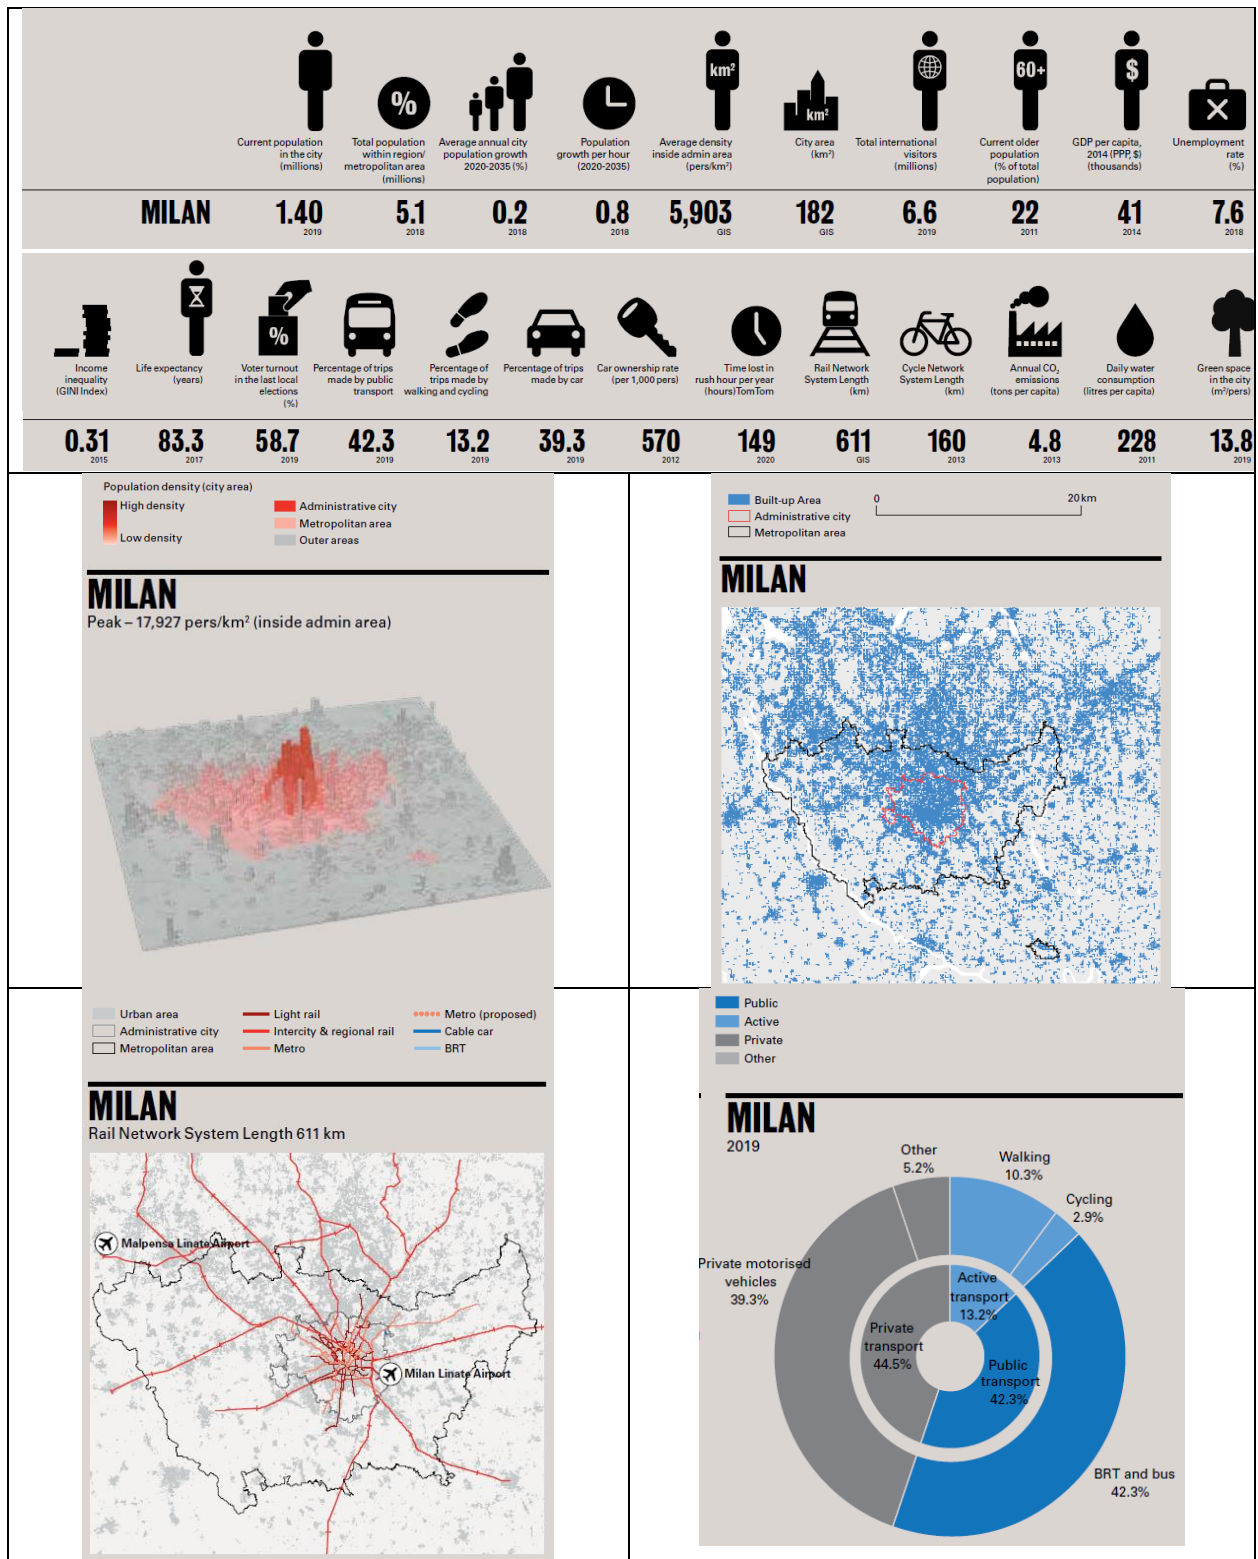 km²
60+
$
%
km²
Current population
in the city
(millions)
Total population
within region/
metropolitan area
(millions)
Average annual city
population growth
2020-2035 (%)
Population
growth per hour
(2020-2035)
Average density
inside admin area
(pers/km²)
City area
(km²)
Total international
visitors
(millions)
Current older
population
(% of total
population)
GDP per capita,
2014 (PPP, $)
(thousands)
Unemployment
rate
(%)
MILAN 1.40 5.1 0.2 0.8 5,903 182 6.6 22 41 7.6
2019 2018 2018 2018 GIS GIS 2019 2011 2014 2018
%
Income
inequality
(GINI Index)
Life expectancy
(years)
Voter turnout
in the last local
elections
(%)
Percentage of trips
made by public
transport
Percentage of
trips made by
walking and cycling
Percentage of trips
made by car
Car ownership rate
(per 1,000 pers)
Time lost in
rush hour per year
(hours)TomTom
Rail Network
System Length
(km)
Cycle Network
System Length
(km)
Annual CO₂
emissions
(tons per capita)
Daily water
consumption
(litres per capita)
Green space
in the city
(m²/pers)
0.31 83.3 58.7 42.3 13.2 39.3 570 149 611 160 4.8 228 13.8
2015 2017 2019 2019 2019 2019 2012 2020 GIS 2013 2013 2011 2019
Population density (city area)
High density
Low density
Administrative city
Metropolitan area
Outer areas
MILAN
Peak – 17,927 pers/km² (inside admin area)
Built-up Area
Administrative city
Metropolitan area
0 20 km
MILAN
Urban area
Administrative city
Metropolitan area
Light rail
Intercity & regional rail
Metro
Metro (proposed)
Cable car
BRT
MILAN
Rail Network System Length 611 km
Malpensa Linate Airport
Milan Linate Airport
Public
Active
Private
Other
MILAN
2019
Other
5.2%
Walking
10.3%
Cycling
2.9%
Private motorised
vehicles
39.3%
Active
transport
13.2%
Private
transport
44.5%
Public
transport
42.3%
BRT and bus
42.3%